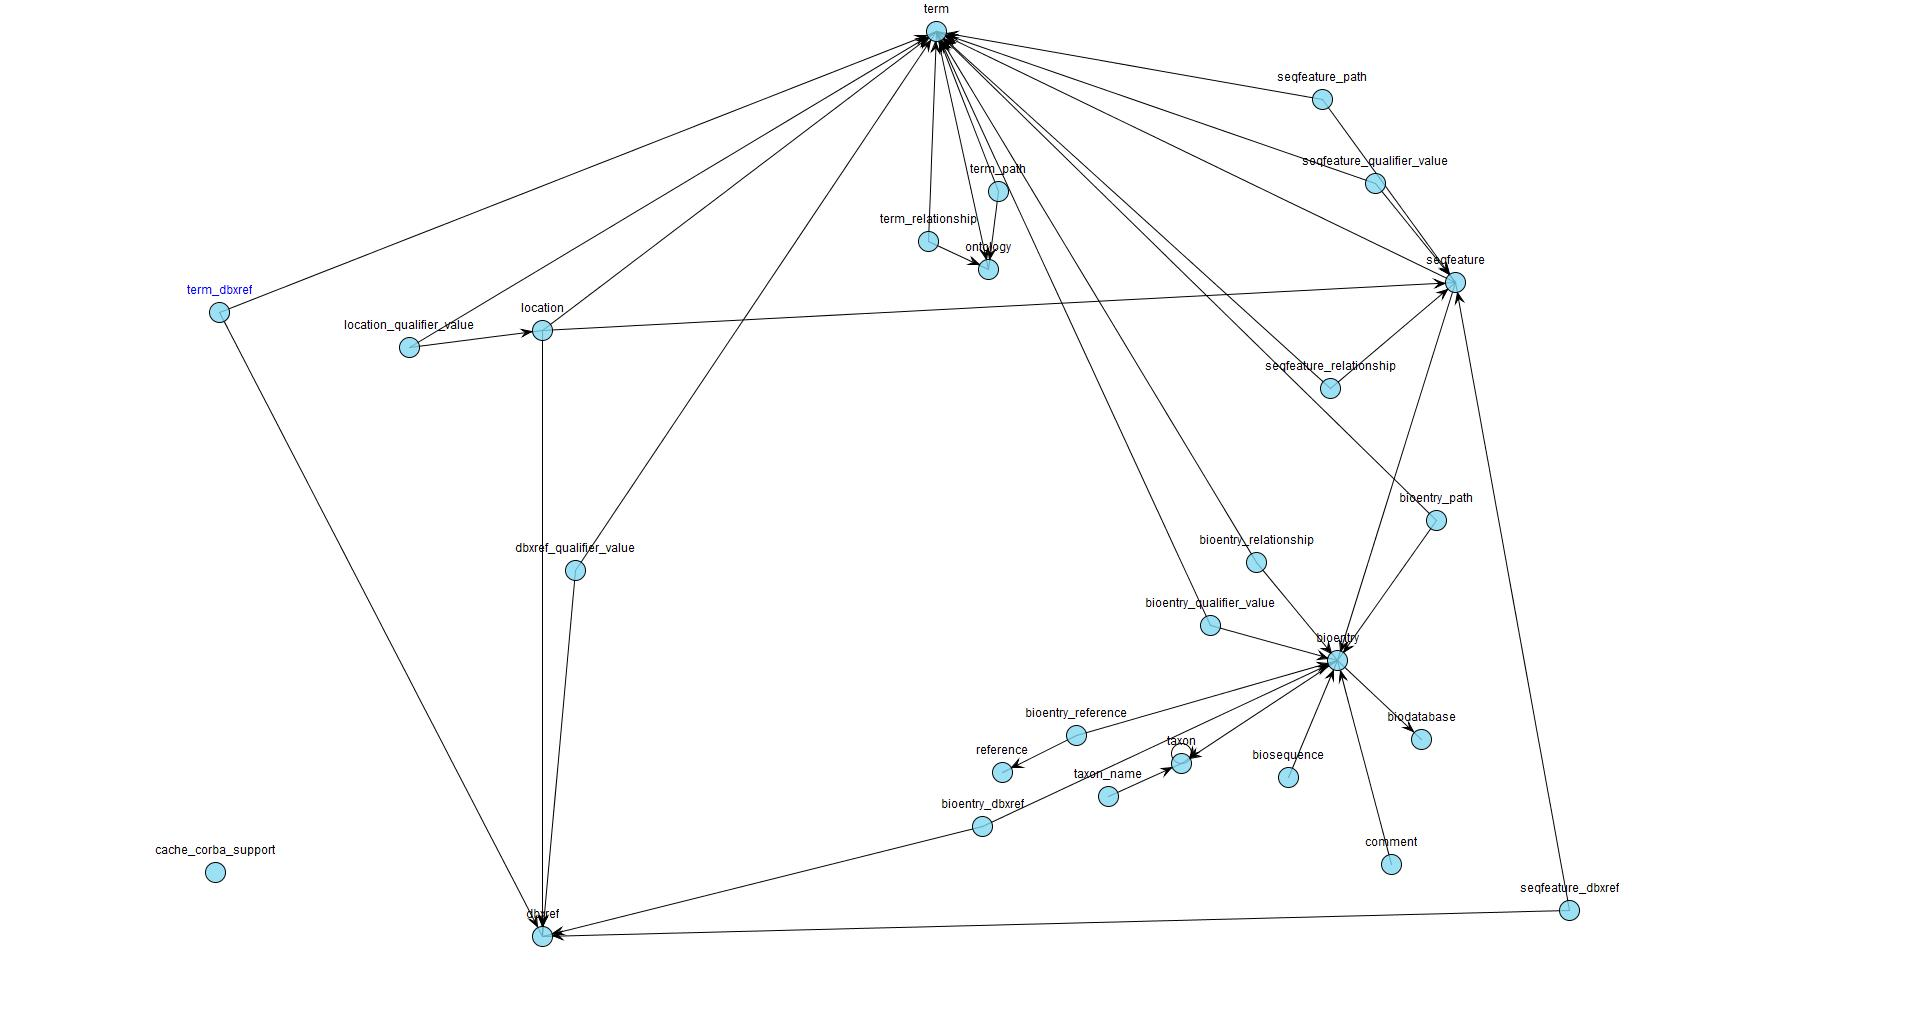 term
seqfeature_path
seqfeature_qualifier_value
term_path
term_relationship
ontology
seqfeature
term_dbxref
location
location_qualifier_value
seqfeature_relationship
bioentry_path
bioentry_relationship
dbxref_qualifier_value
bioentry_qualifier_value
bioentry
bioentry_reference
biodatabase
taxon
reference
biosequence
taxon_name
bioentry_dbxref
comment
cache_corba_support
seqfeature_dbxref
dbxref